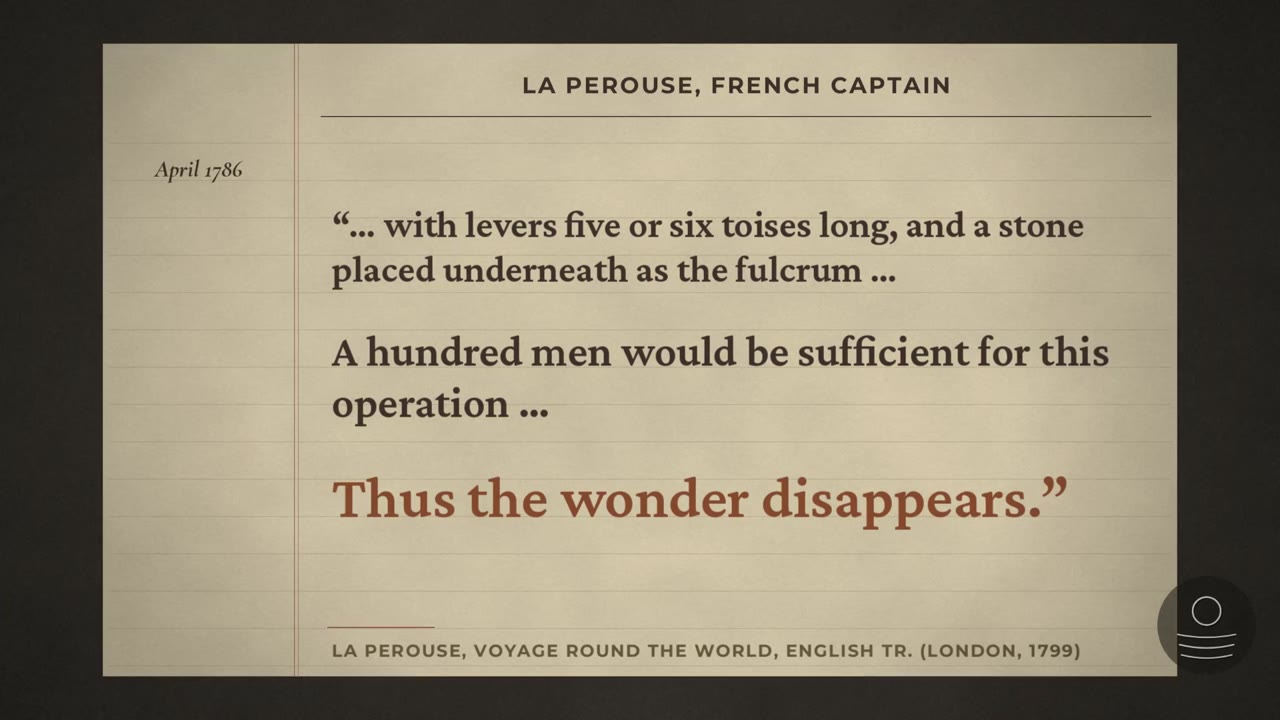 LA PEROUSE, FRENCH CAPTAIN
April 1786
“... with levers five or six toises long, and a stone
placed underneath as the fulcrum ...
A hundred men would be sufficient for this
operation ...
Thus the wonder disappears.”
LA PEROUSE, VOYAGE ROUND THE WORLD, ENGLISH TR. (LONDON, 1799)